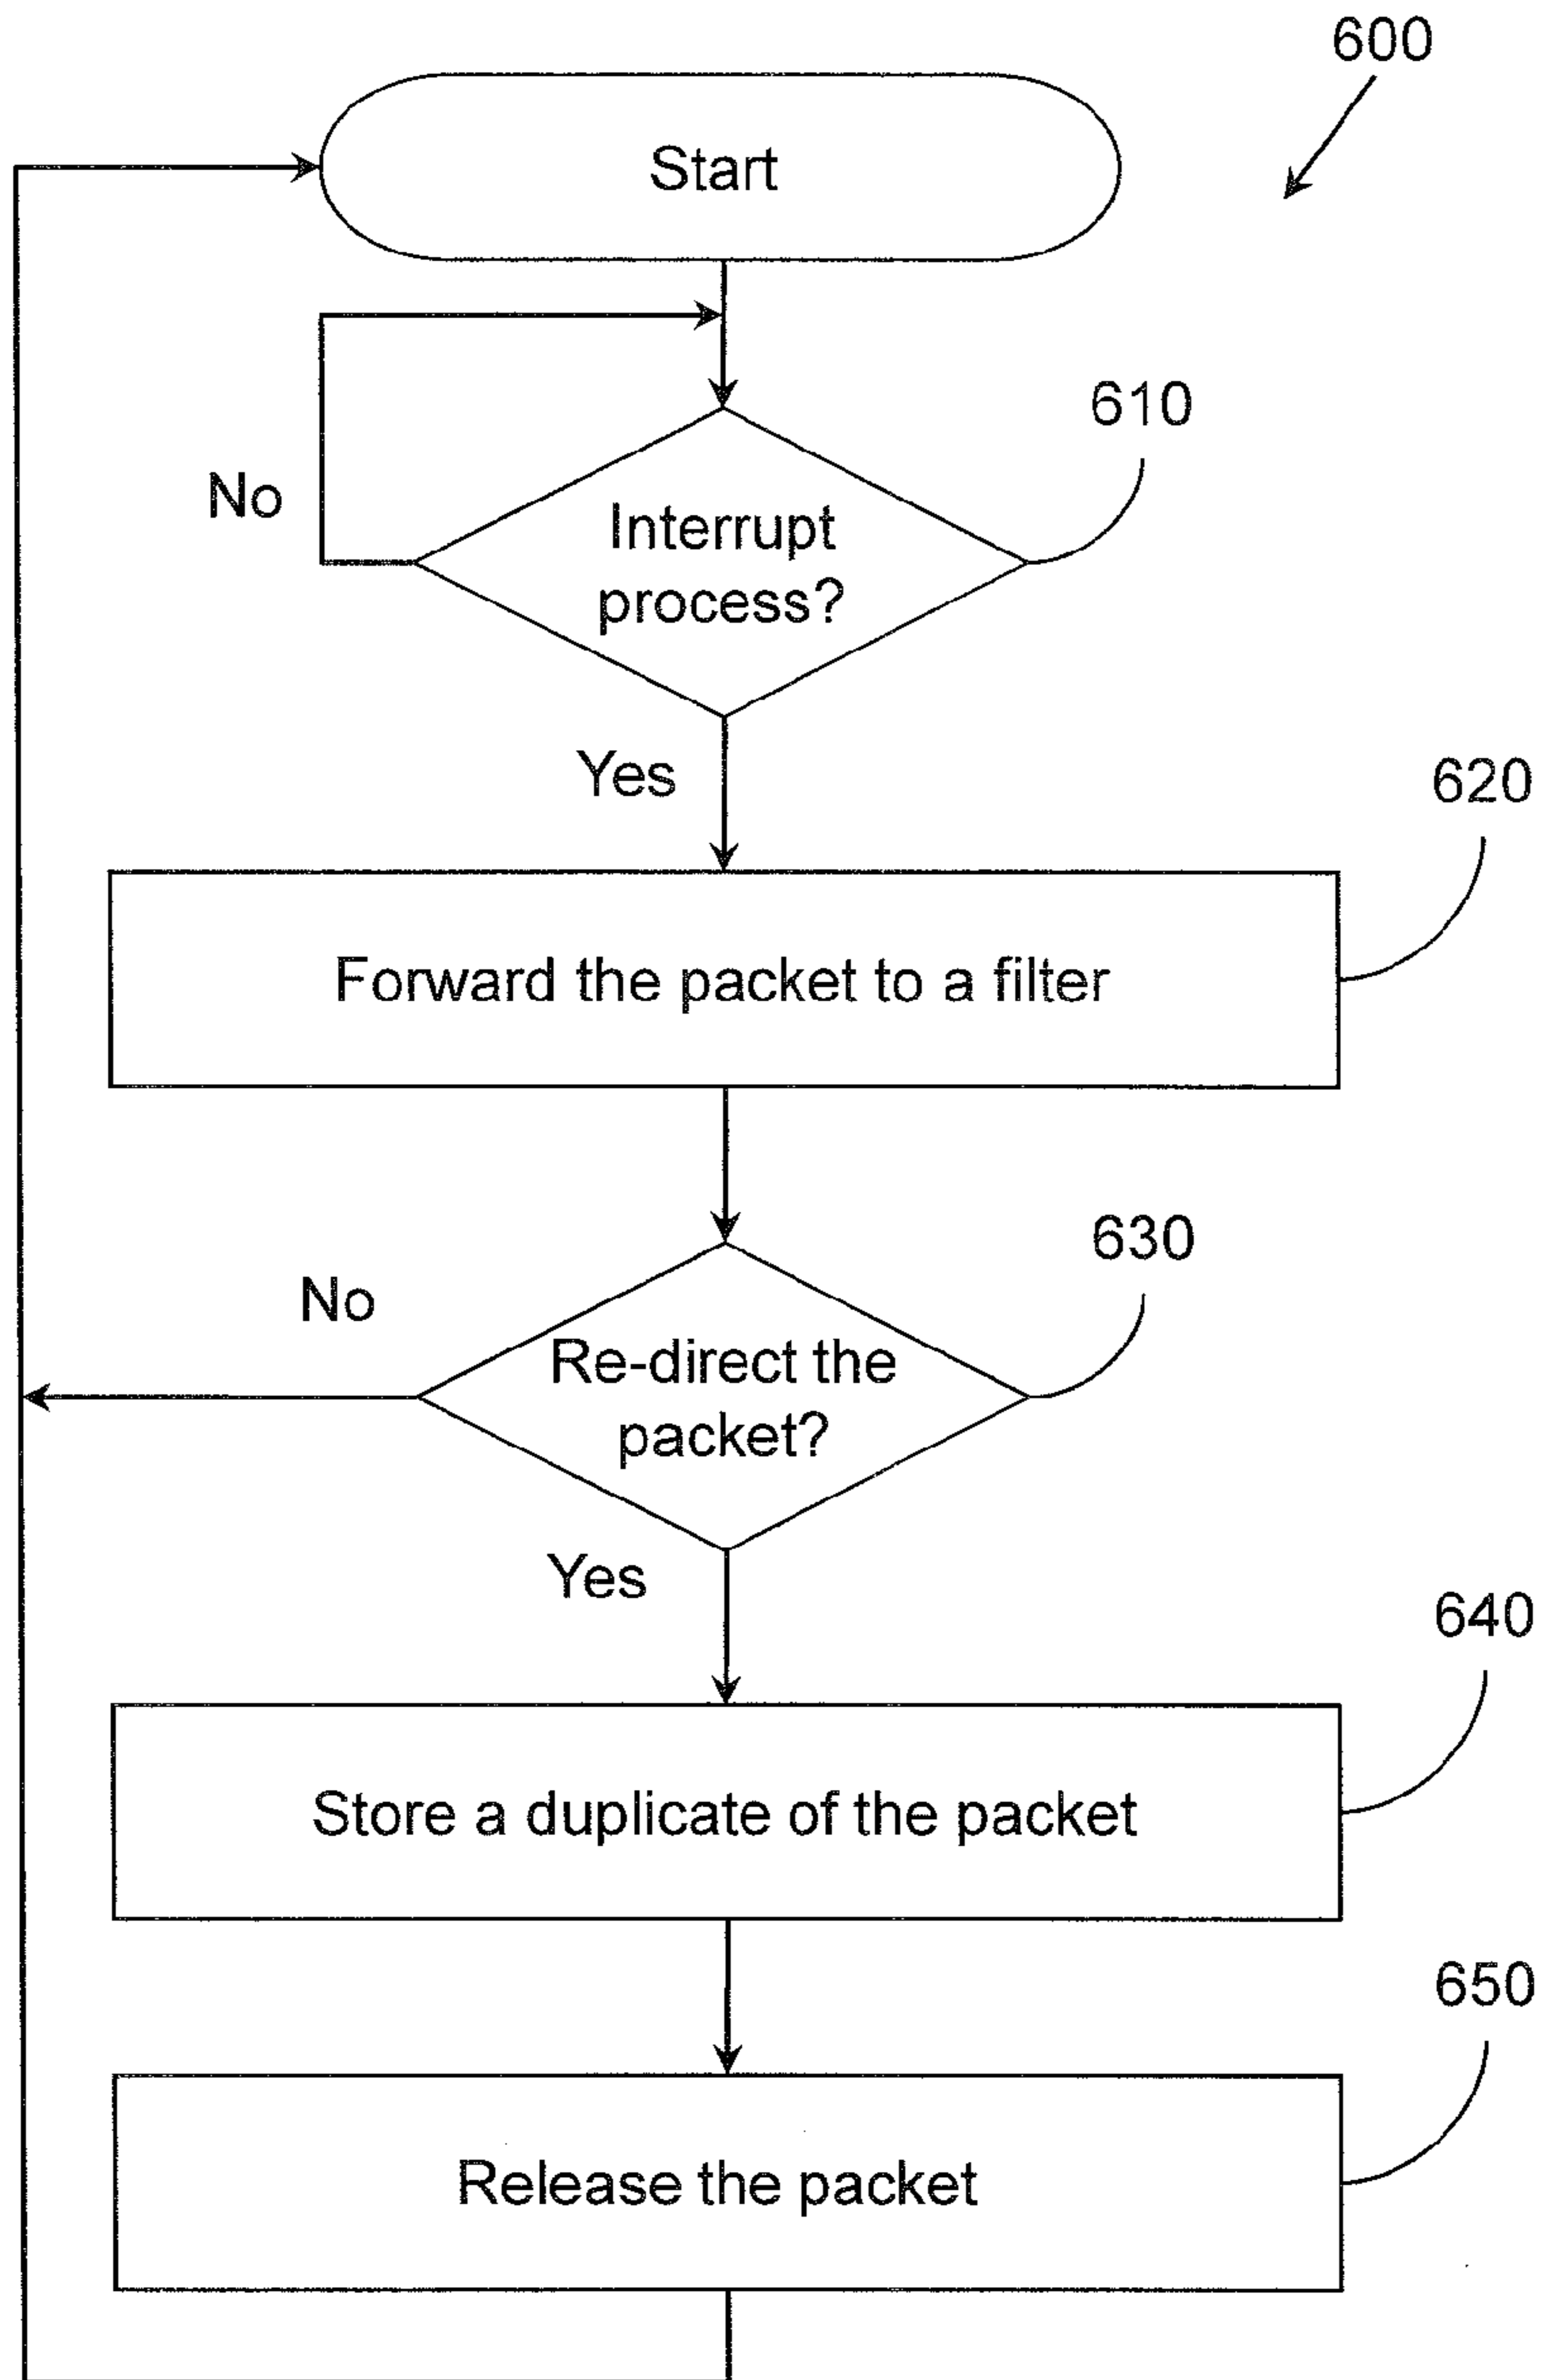 600
Start
610
No
Interrupt
process?
Yes
620
Forward the packet to a filter
630
No
Re-direct the
packet?
Yes
640
Store a duplicate of the packet
650
Release the packet